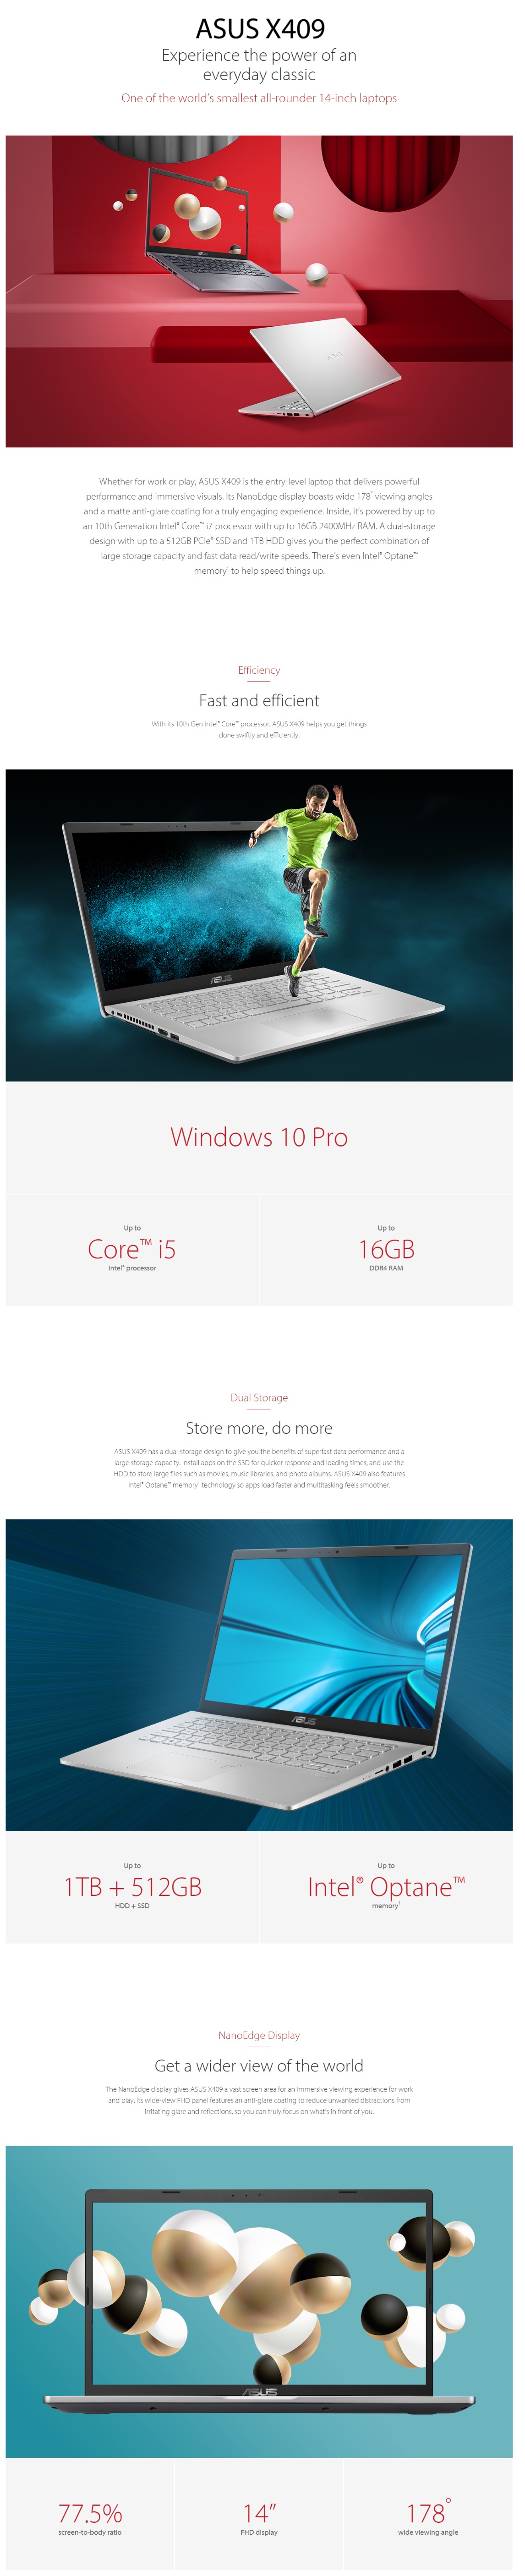 ASUS X409
Experience the power of an
everyday classic
One of the world's smallest all-rounder 14-inch laptops
ASUS
Whether for work or play, ASUS X409 is the entry-level laptop that delivers powerful
performance and immersive visuals. Its NanoEdge display boasts wide 178° viewing angles
and a matte anti-glare coating for a truly engaging experience. Inside, it's powered by up to
an 10th Generation Intel® Core™ i7 processor with up to 16GB 2400MHz RAM. A dual-storage
design with up to a 512GB PCIe® SSD and 1TB HDD gives you the perfect combination of
large storage capacity and fast data read/write speeds. There's even Intel® Optane™
memory¹ to help speed things up.
Efficiency
Fast and efficient
With its 10th Gen Intel® Core™ processor, ASUS X409 helps you get things
done swiftly and efficiently.
ASUS
Windows 10 Pro
Up to
Core™ i5
Intel® processor
Up to
16GB
DDR4 RAM
Dual Storage
Store more, do more
ASUS X409 has a dual-storage design to give you the benefits of superfast data performance and a
large storage capacity. Install apps on the SSD for quicker response and loading times, and use the
HDD to store large files such as movies, music libraries, and photo albums. ASUS X409 also features
Intel® Optane™ memory¹ technology so apps load faster and multitasking feels smoother.
ASUS
Up to
1TB + 512GB
HDD + SSD
Up to
Intel® Optane™
memory¹
NanoEdge Display
Get a wider view of the world
The NanoEdge display gives ASUS X409 a vast screen area for an immersive viewing experience for work
and play. Its wide-view FHD panel features an anti-glare coating to reduce unwanted distractions from
irritating glare and reflections, so you can truly focus on what's in front of you.
ASUS
77.5%
screen-to-body ratio
14″
FHD display
178°
wide viewing angle